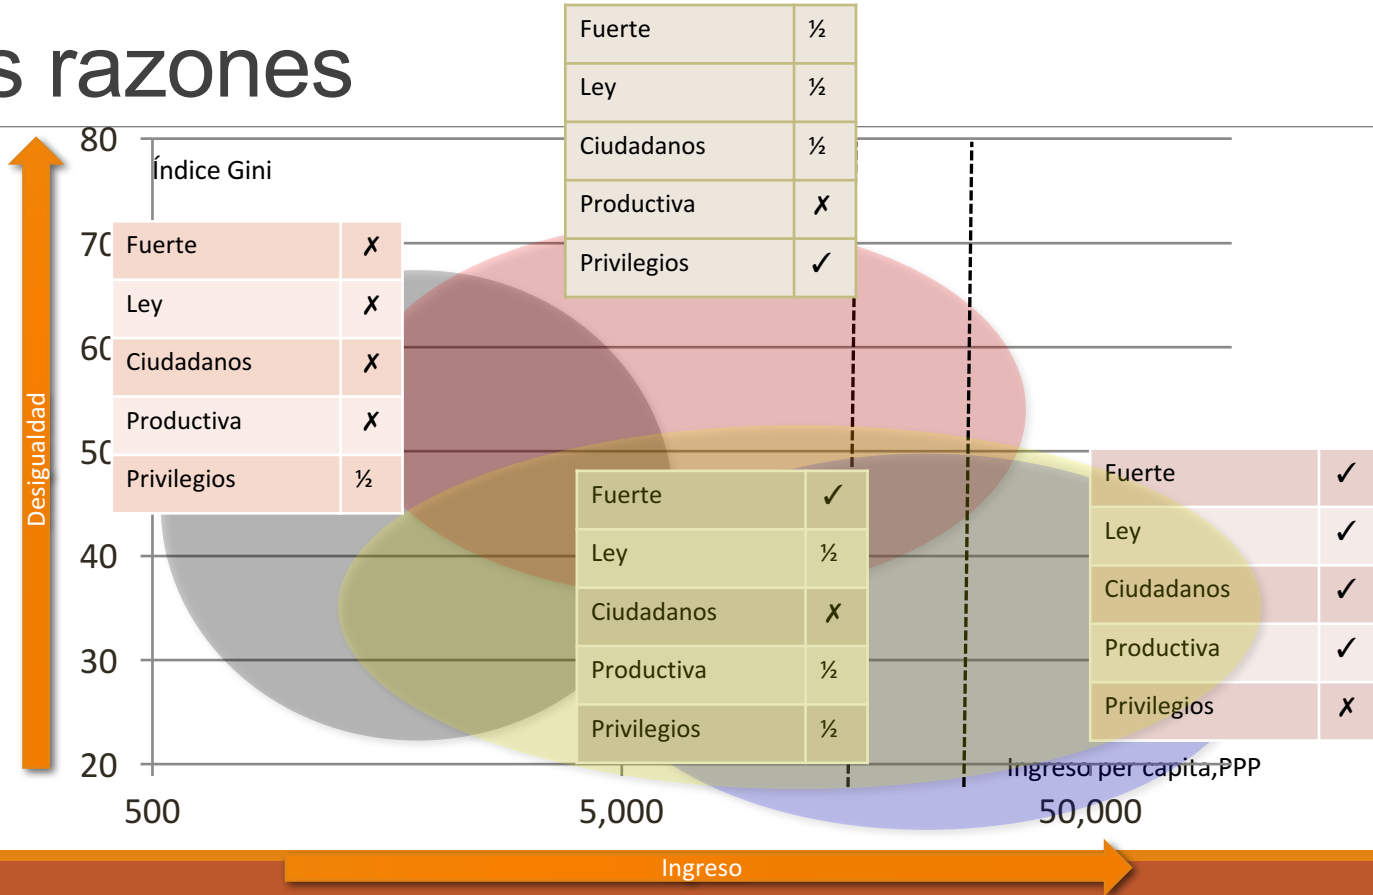 s razones
Fuerte ½
Ley ½
Ciudadanos ½
Productiva ✗
Privilegios ✓
80
Índice Gini
70
60
50
40
30
20
Desigualdad
Fuerte ✗
Ley ✗
Ciudadanos ✗
Productiva ✗
Privilegios ½
Fuerte ✓
Ley ½
Ciudadanos ✗
Productiva ½
Privilegios ½
Fuerte ✓
Ley ✓
Ciudadanos ✓
Productiva ✓
Privilegios ✗
Ingreso per capita,PPP
500 5,000 50,000
Ingreso